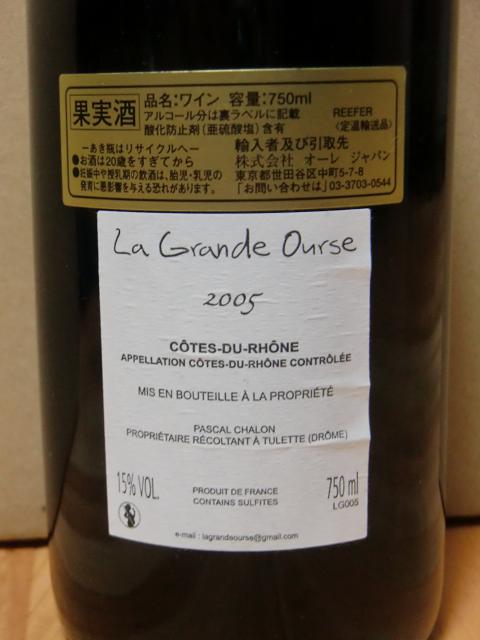 果実酒
品名:ワイン 容量:750ml
アルコール分は裏ラベルに記載
酸化防止剤(亜硫酸塩)含有
REEFER
(定温輸送品)
ーあき瓶はリサイクルへー
●お酒は20歳をすぎてから
●妊娠中や授乳期の飲酒は、胎児・乳児の
発育に悪影響を与える恐れがあります。
輸入者及び引取先
株式会社 オーレ ジャパン
東京都世田谷区中町5-7-8
「お問い合わせは」03-3703-0544
La Grande Ourse
2005
CÔTES-DU-RHÔNE
APPELLATION CÔTES-DU-RHÔNE CONTRÔLÉE
MIS EN BOUTEILLE À LA PROPRIÉTÉ
PASCAL CHALON
PROPRIÉTAIRE RÉCOLTANT À TULETTE (DRÔME)
15% VOL.
PRODUIT DE FRANCE
CONTAINS SULFITES
750 ml
LG005
e-mail : lagrandeourse@gmail.com